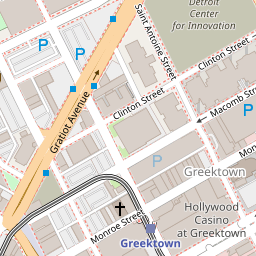 Detroit
Center
for Innovation
Saint Antoine Street
Clinton Street
P
P
Gratiot Avenue
Clinton Street
Macomb Street
P
Greektown
Hollywood
Casino
at Greektown
Monroe Street
Greektown